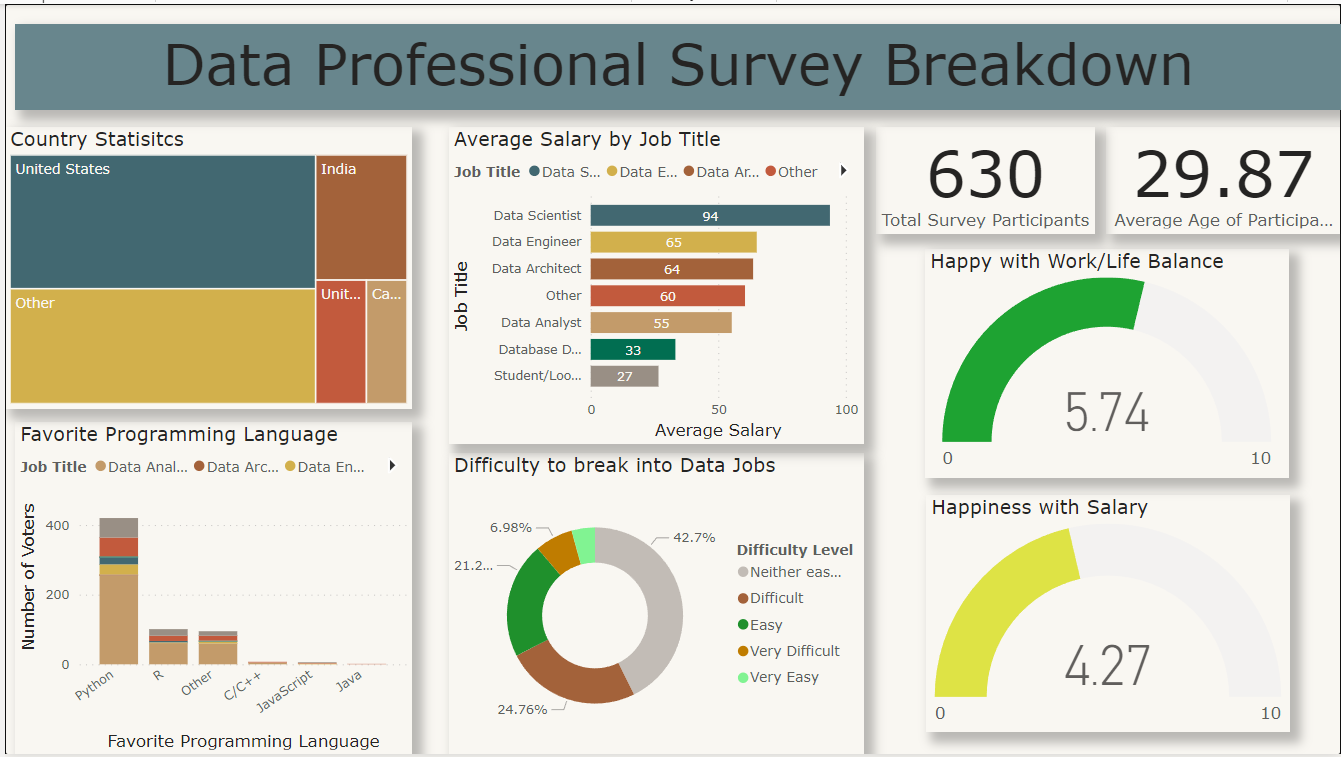 Data Professional Survey Breakdown
Country Statisitcs
United States
India
Other
Unit...
Ca...
Average Salary by Job Title
Job Title Data S... Data E... Data Ar... Other
Job Title
Data Scientist 94
Data Engineer 65
Data Architect 64
Other 60
Data Analyst 55
Database D... 33
Student/Loo... 27
0 50 100
Average Salary
630
Total Survey Participants
29.87
Average Age of Participa...
Happy with Work/Life Balance
5.74
0 10
Favorite Programming Language
Job Title Data Anal... Data Arc... Data En...
Number of Voters
400
200
0
Python R Other C/C++ JavaScript Java
Favorite Programming Language
Difficulty to break into Data Jobs
6.98%
42.7%
21.2...
24.76%
Difficulty Level
Neither eas...
Difficult
Easy
Very Difficult
Very Easy
Happiness with Salary
4.27
0 10